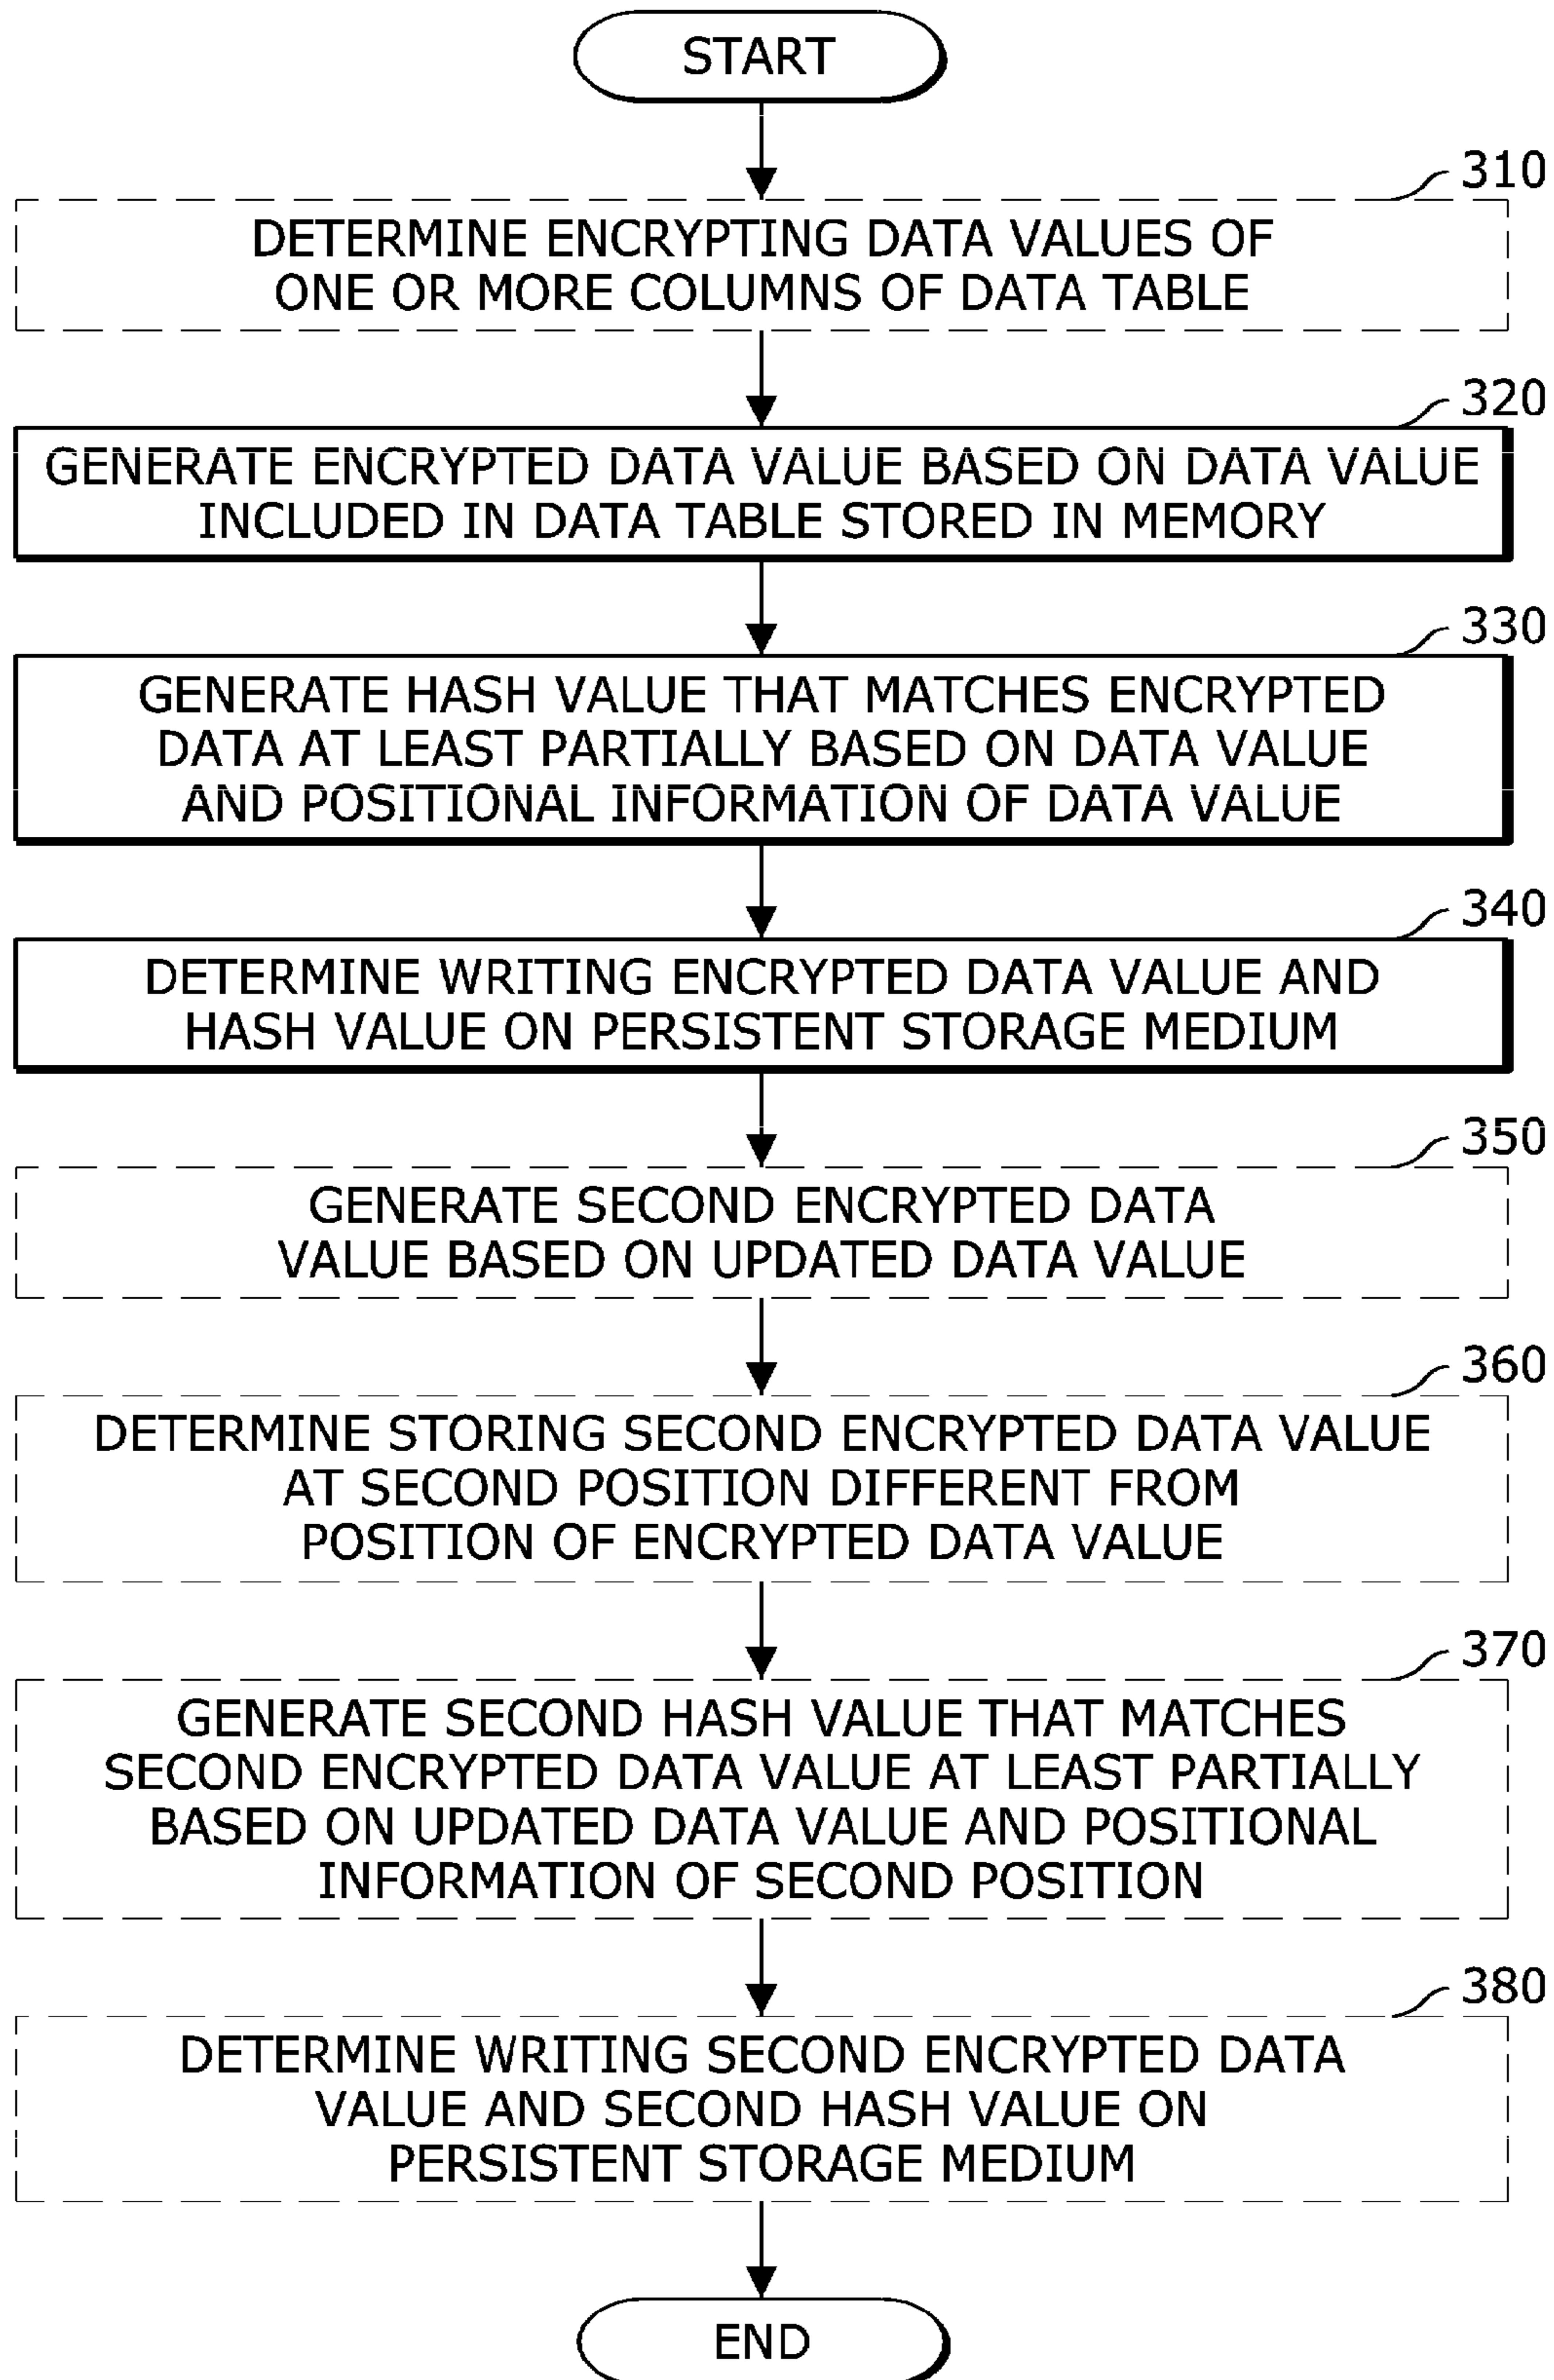 START
310
DETERMINE ENCRYPTING DATA VALUES OF
ONE OR MORE COLUMNS OF DATA TABLE
320
GENERATE ENCRYPTED DATA VALUE BASED ON DATA VALUE
INCLUDED IN DATA TABLE STORED IN MEMORY
330
GENERATE HASH VALUE THAT MATCHES ENCRYPTED
DATA AT LEAST PARTIALLY BASED ON DATA VALUE
AND POSITIONAL INFORMATION OF DATA VALUE
340
DETERMINE WRITING ENCRYPTED DATA VALUE AND
HASH VALUE ON PERSISTENT STORAGE MEDIUM
350
GENERATE SECOND ENCRYPTED DATA
VALUE BASED ON UPDATED DATA VALUE
360
DETERMINE STORING SECOND ENCRYPTED DATA VALUE
AT SECOND POSITION DIFFERENT FROM
POSITION OF ENCRYPTED DATA VALUE
370
GENERATE SECOND HASH VALUE THAT MATCHES
SECOND ENCRYPTED DATA VALUE AT LEAST PARTIALLY
BASED ON UPDATED DATA VALUE AND POSITIONAL
INFORMATION OF SECOND POSITION
380
DETERMINE WRITING SECOND ENCRYPTED DATA
VALUE AND SECOND HASH VALUE ON
PERSISTENT STORAGE MEDIUM
END